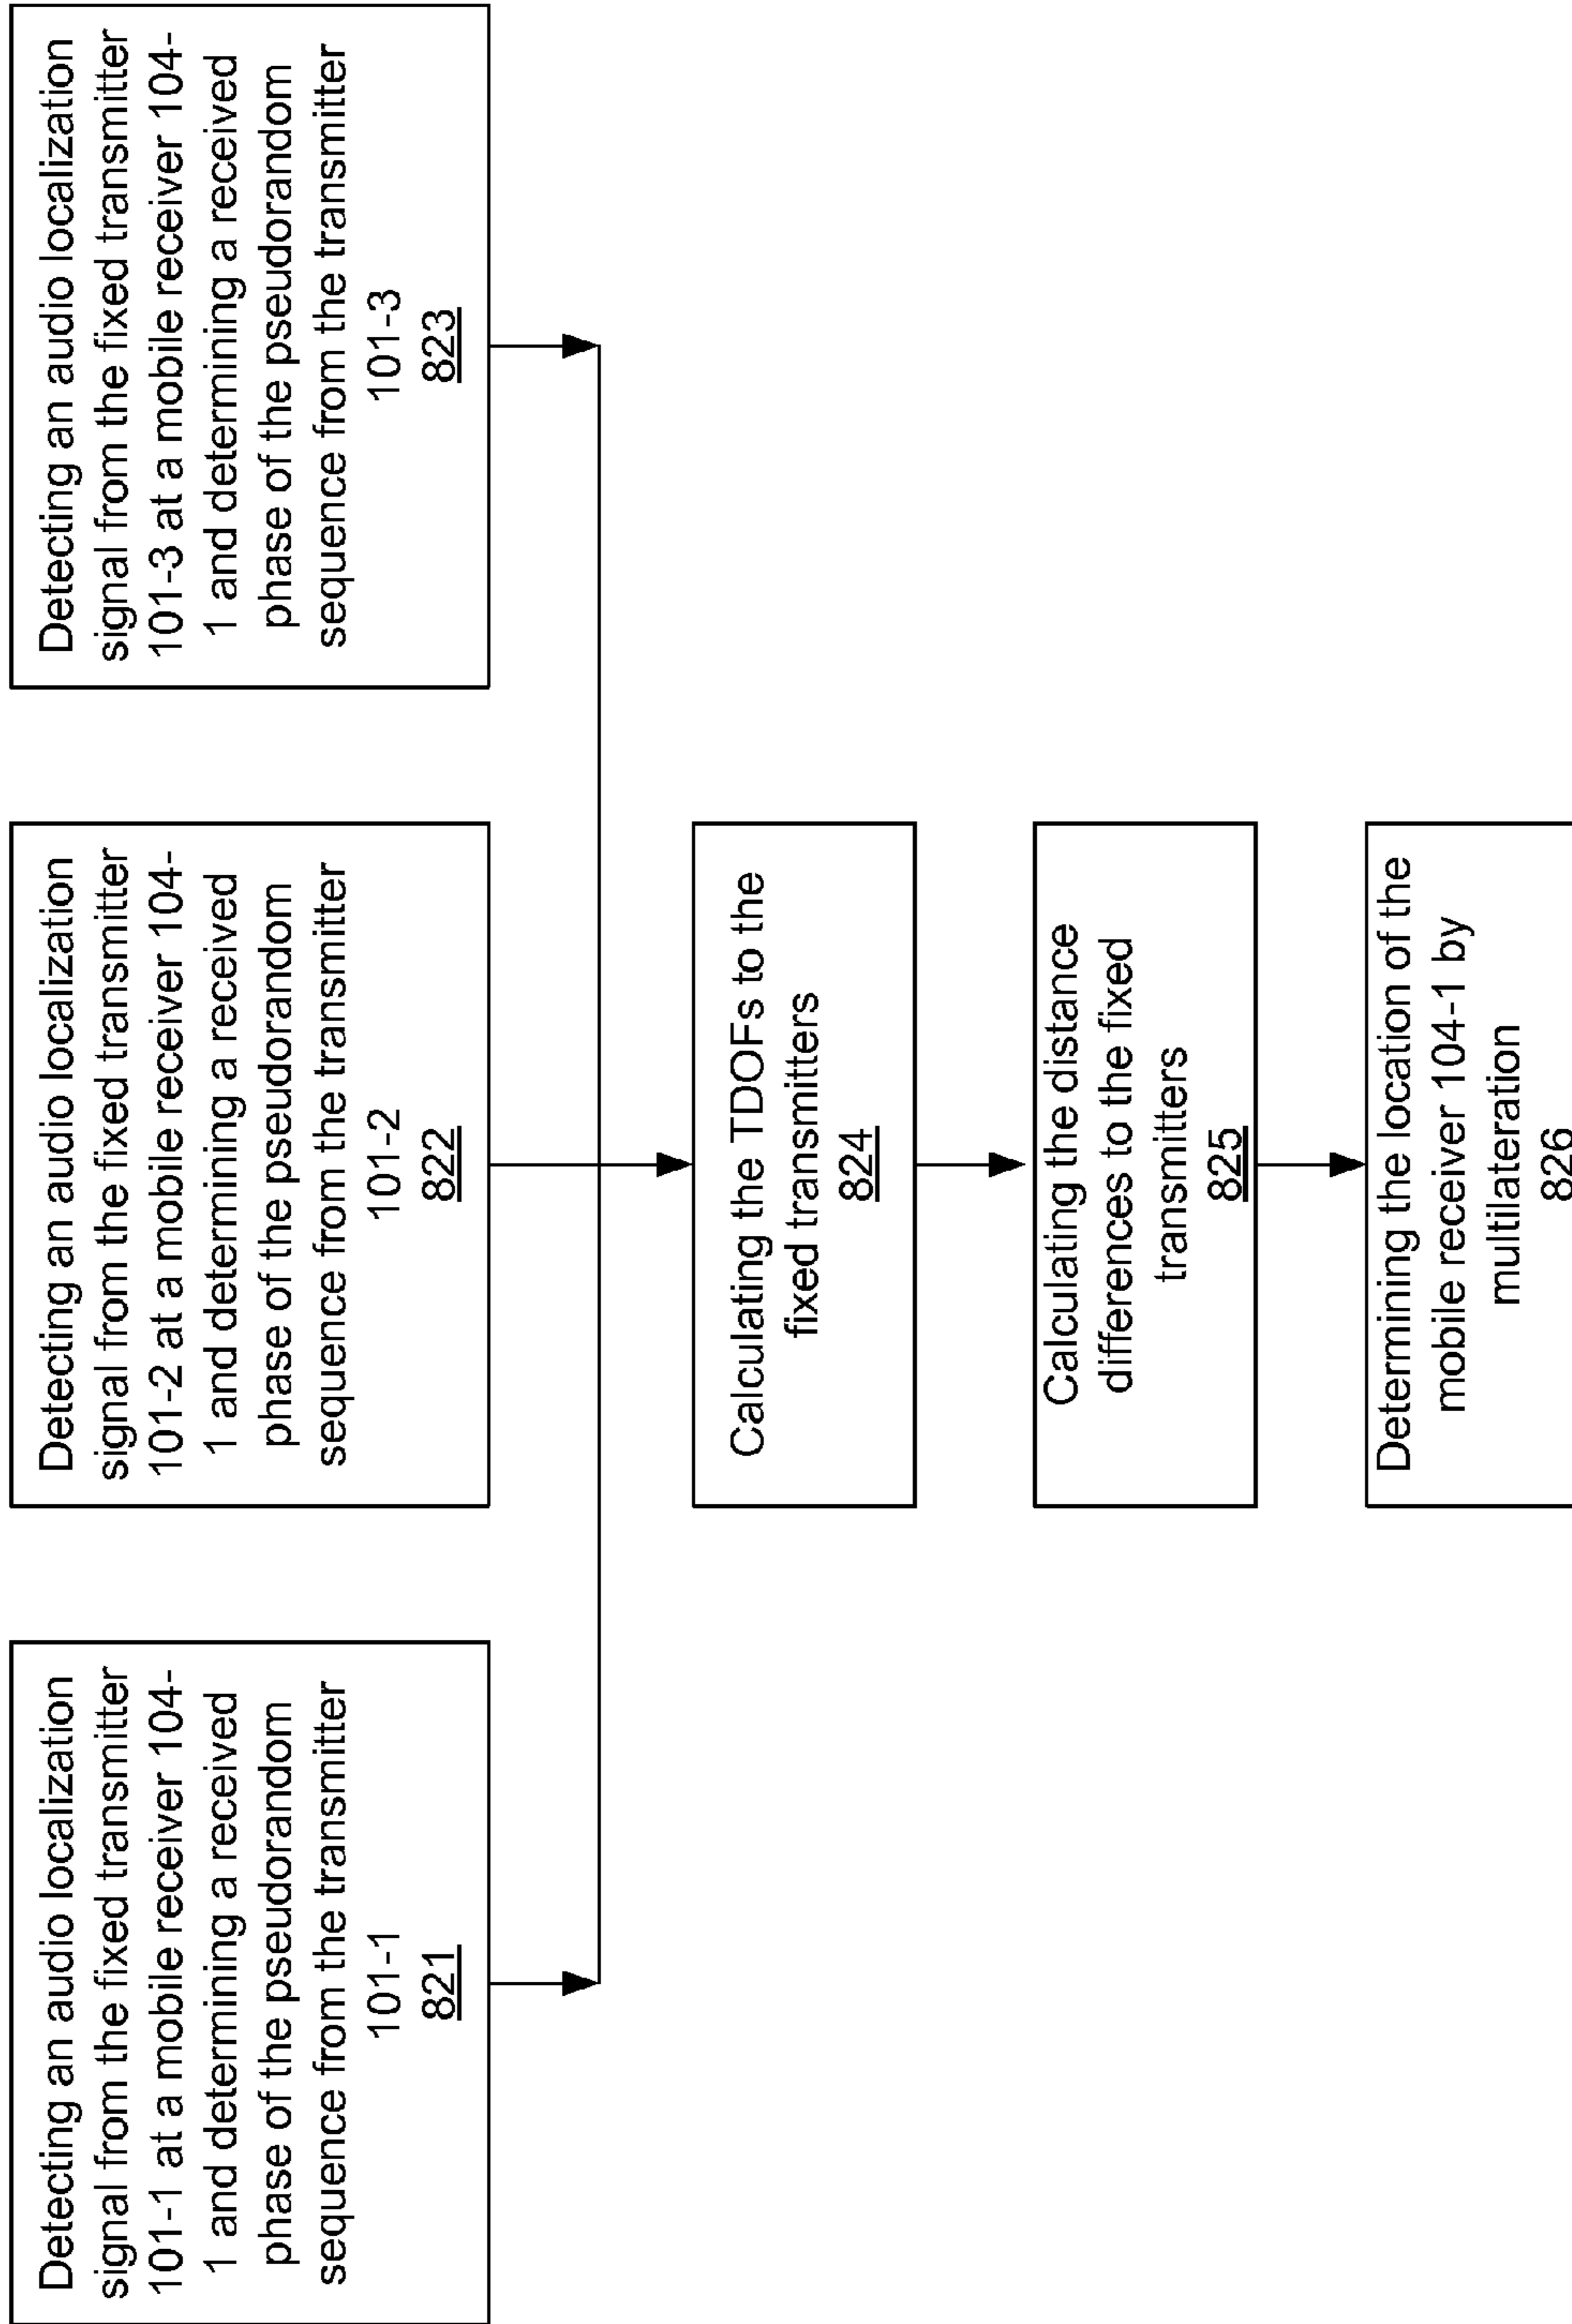 Detecting an audio localization
signal from the fixed transmitter
101-1 at a mobile receiver 104-
1 and determining a received
phase of the pseudorandom
sequence from the transmitter
101-1
821
Detecting an audio localization
signal from the fixed transmitter
101-2 at a mobile receiver 104-
1 and determining a received
phase of the pseudorandom
sequence from the transmitter
101-2
822
Detecting an audio localization
signal from the fixed transmitter
101-3 at a mobile receiver 104-
1 and determining a received
phase of the pseudorandom
sequence from the transmitter
101-3
823
Calculating the TDOFs to the
fixed transmitters
824
Calculating the distance
differences to the fixed
transmitters
825
Determining the location of the
mobile receiver 104-1 by
multilateration
826